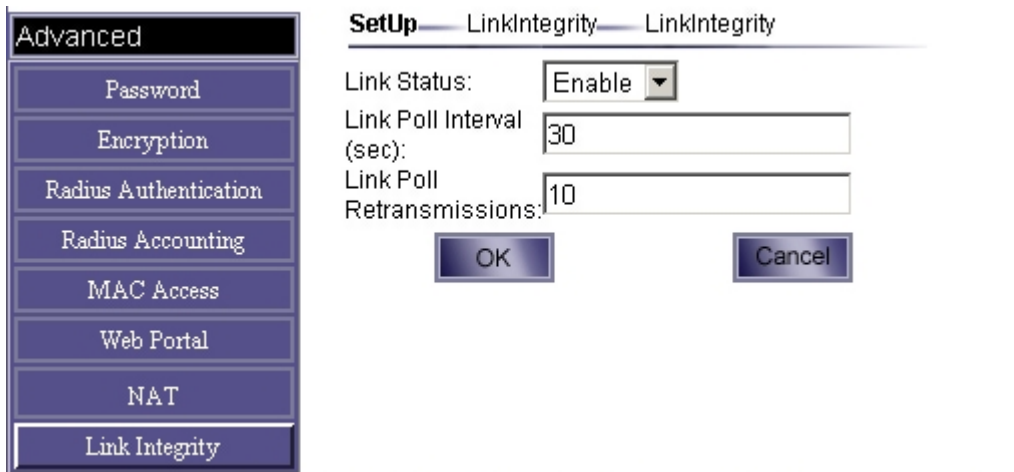 Advanced
Password
Encryption
Radius Authentication
Radius Accounting
MAC Access
Web Portal
NAT
Link Integrity
SetUp LinkIntegrity LinkIntegrity
Link Status: Enable
Link Poll Interval
(sec): 30
Link Poll
Retransmissions: 10
OK Cancel